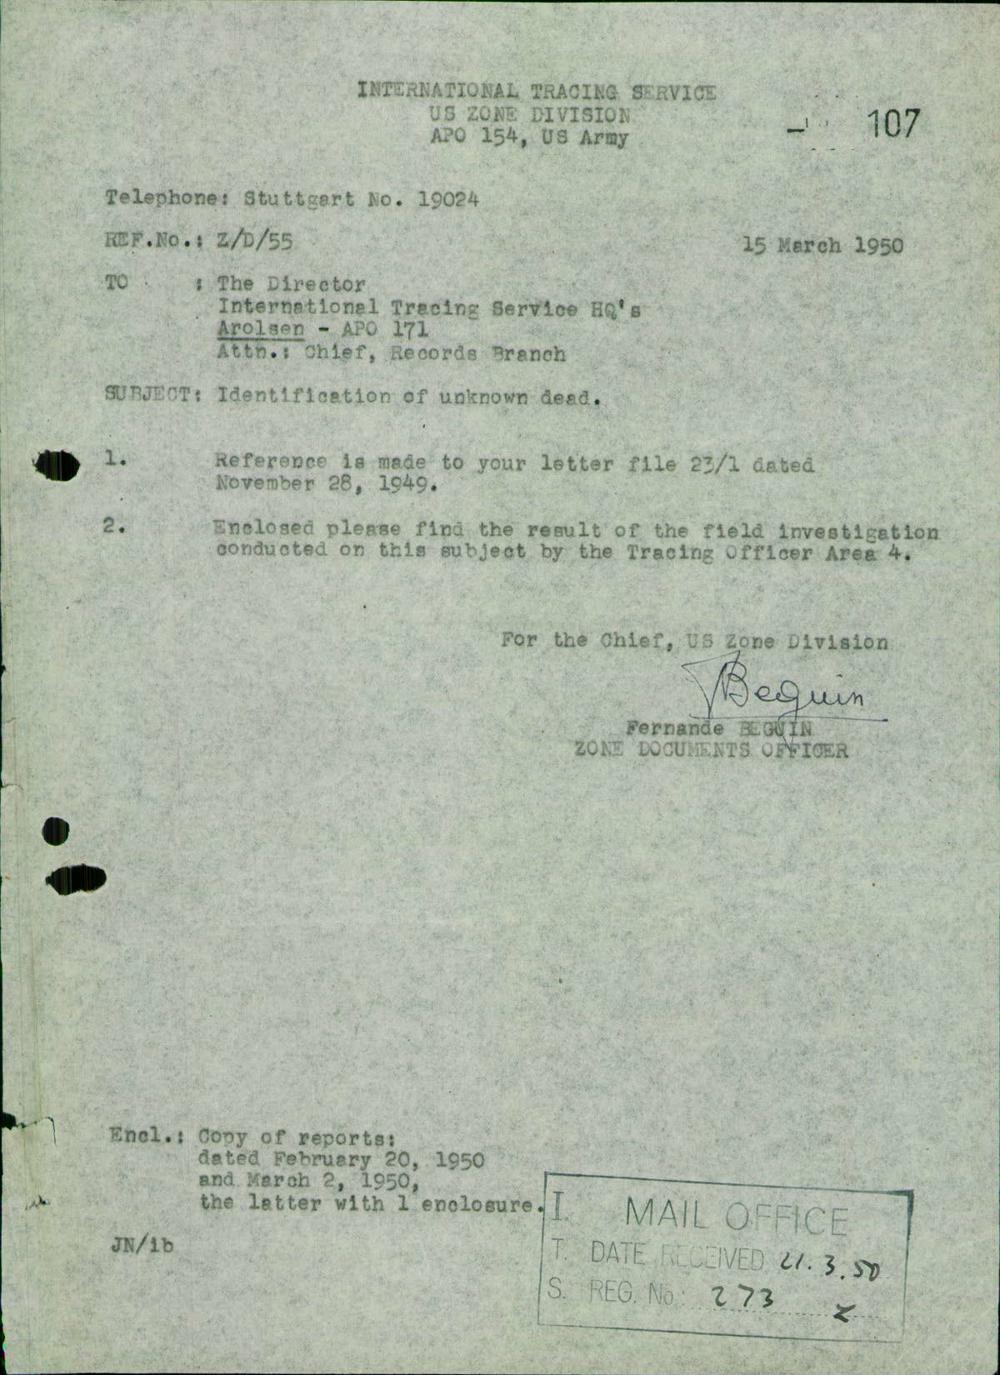 INTERNATIONAL TRACING SERVICE
US ZONE DIVISION
APO 154, US Army
107
Telephone: Stuttgart No. 19024
REF.No.: Z/D/55
15 March 1950
TO : The Director
International Tracing Service HQ's
Arolsen - APO 171
Attn.: Chief, Records Branch
SUBJECT: Identification of unknown dead.
1. Reference is made to your letter file 23/1 dated
November 28, 1949.
2. Enclosed please find the result of the field investigation
conducted on this subject by the Tracing Officer Area 4.
For the Chief, US Zone Division
FBeguin
Fernande BEGUIN
ZONE DOCUMENTS OFFICER
Encl.: Copy of reports:
dated February 20, 1950
and March 2, 1950,
the latter with 1 enclosure.
JN/ib
I. MAIL OFFICE
T. DATE RECEIVED 21.3.50
S. REG. No: 273